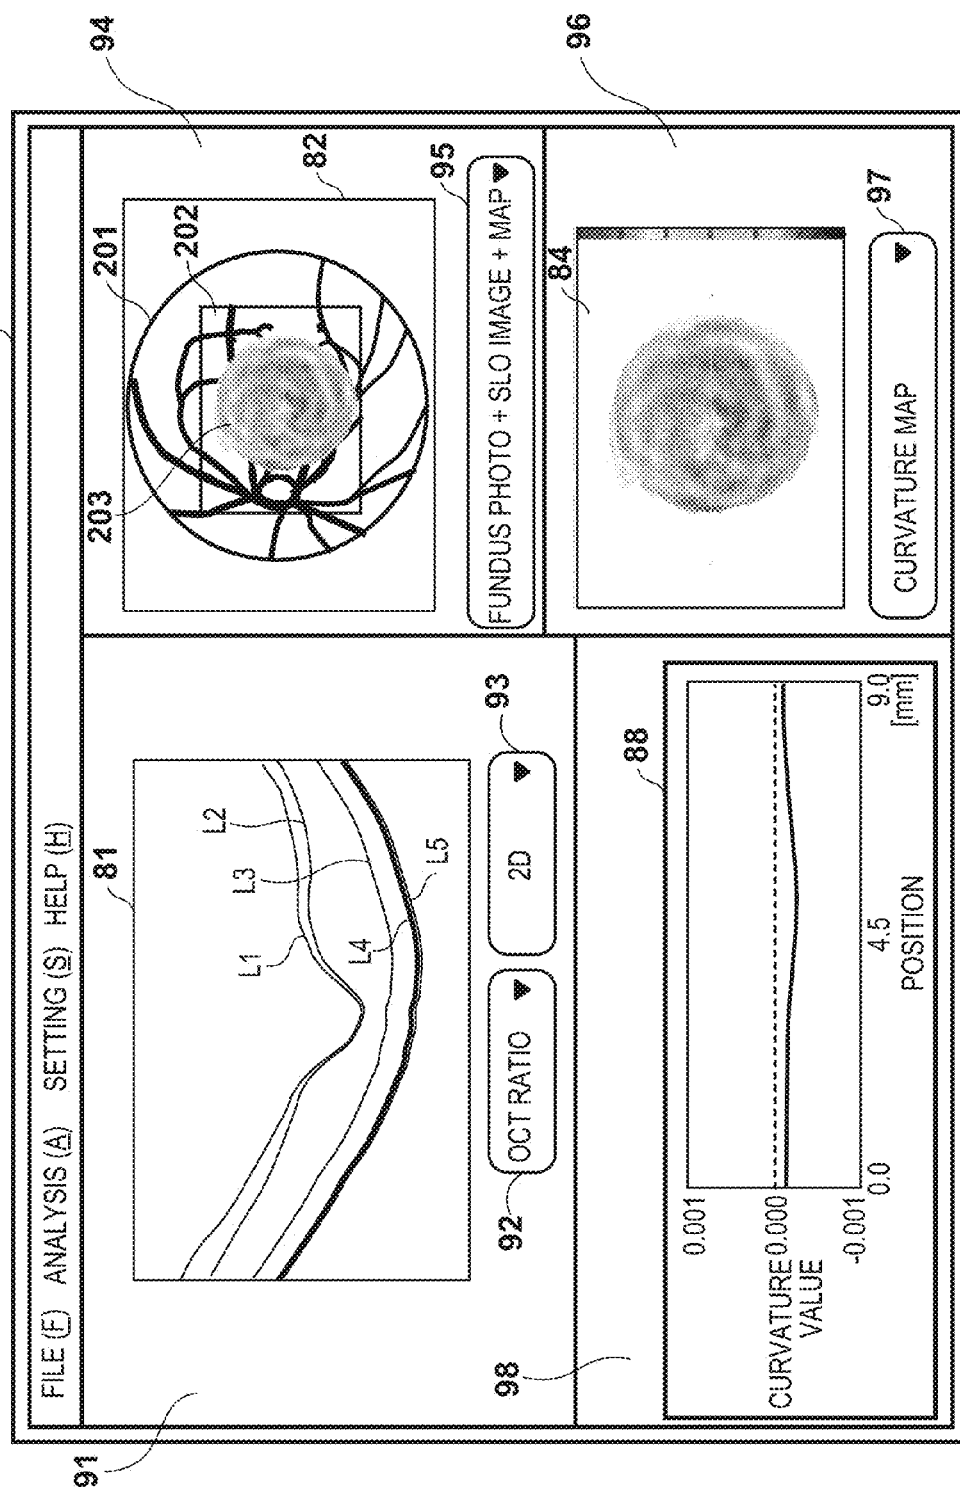 FILE (F) ANALYSIS (A) SETTING (S) HELP (H)
91
81
L1
L2
L3
L4
L5
92
OCT RATIO ▼
2D ▼
93
94
201
202
203
82
95
FUNDUS PHOTO + SLO IMAGE + MAP ▼
98
88
0.001
0.000
-0.001
CURVATURE
VALUE
0.0
4.5
9.0
[mm]
POSITION
96
84
97
CURVATURE MAP ▼